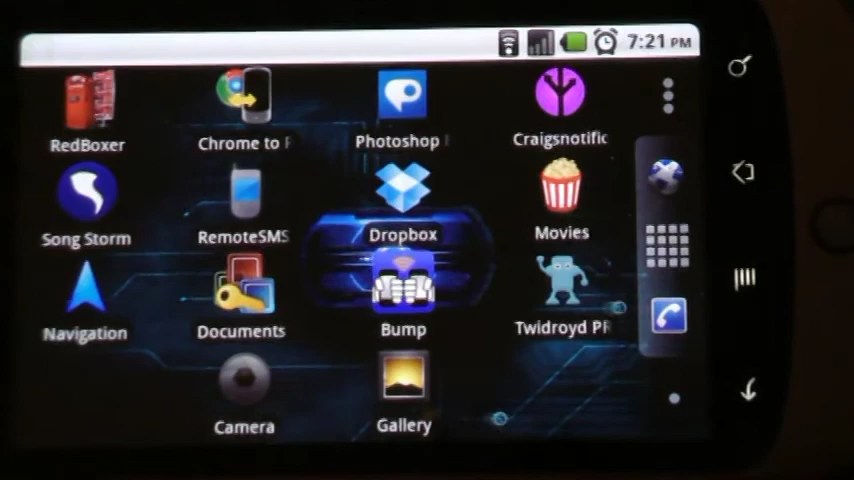 7:21 PM
RedBoxer
Chrome to P
Photoshop
Craigsnotific
Song Storm
RemoteSMS
Dropbox
Movies
Navigation
Documents
Bump
Twidroyd PR
Camera
Gallery